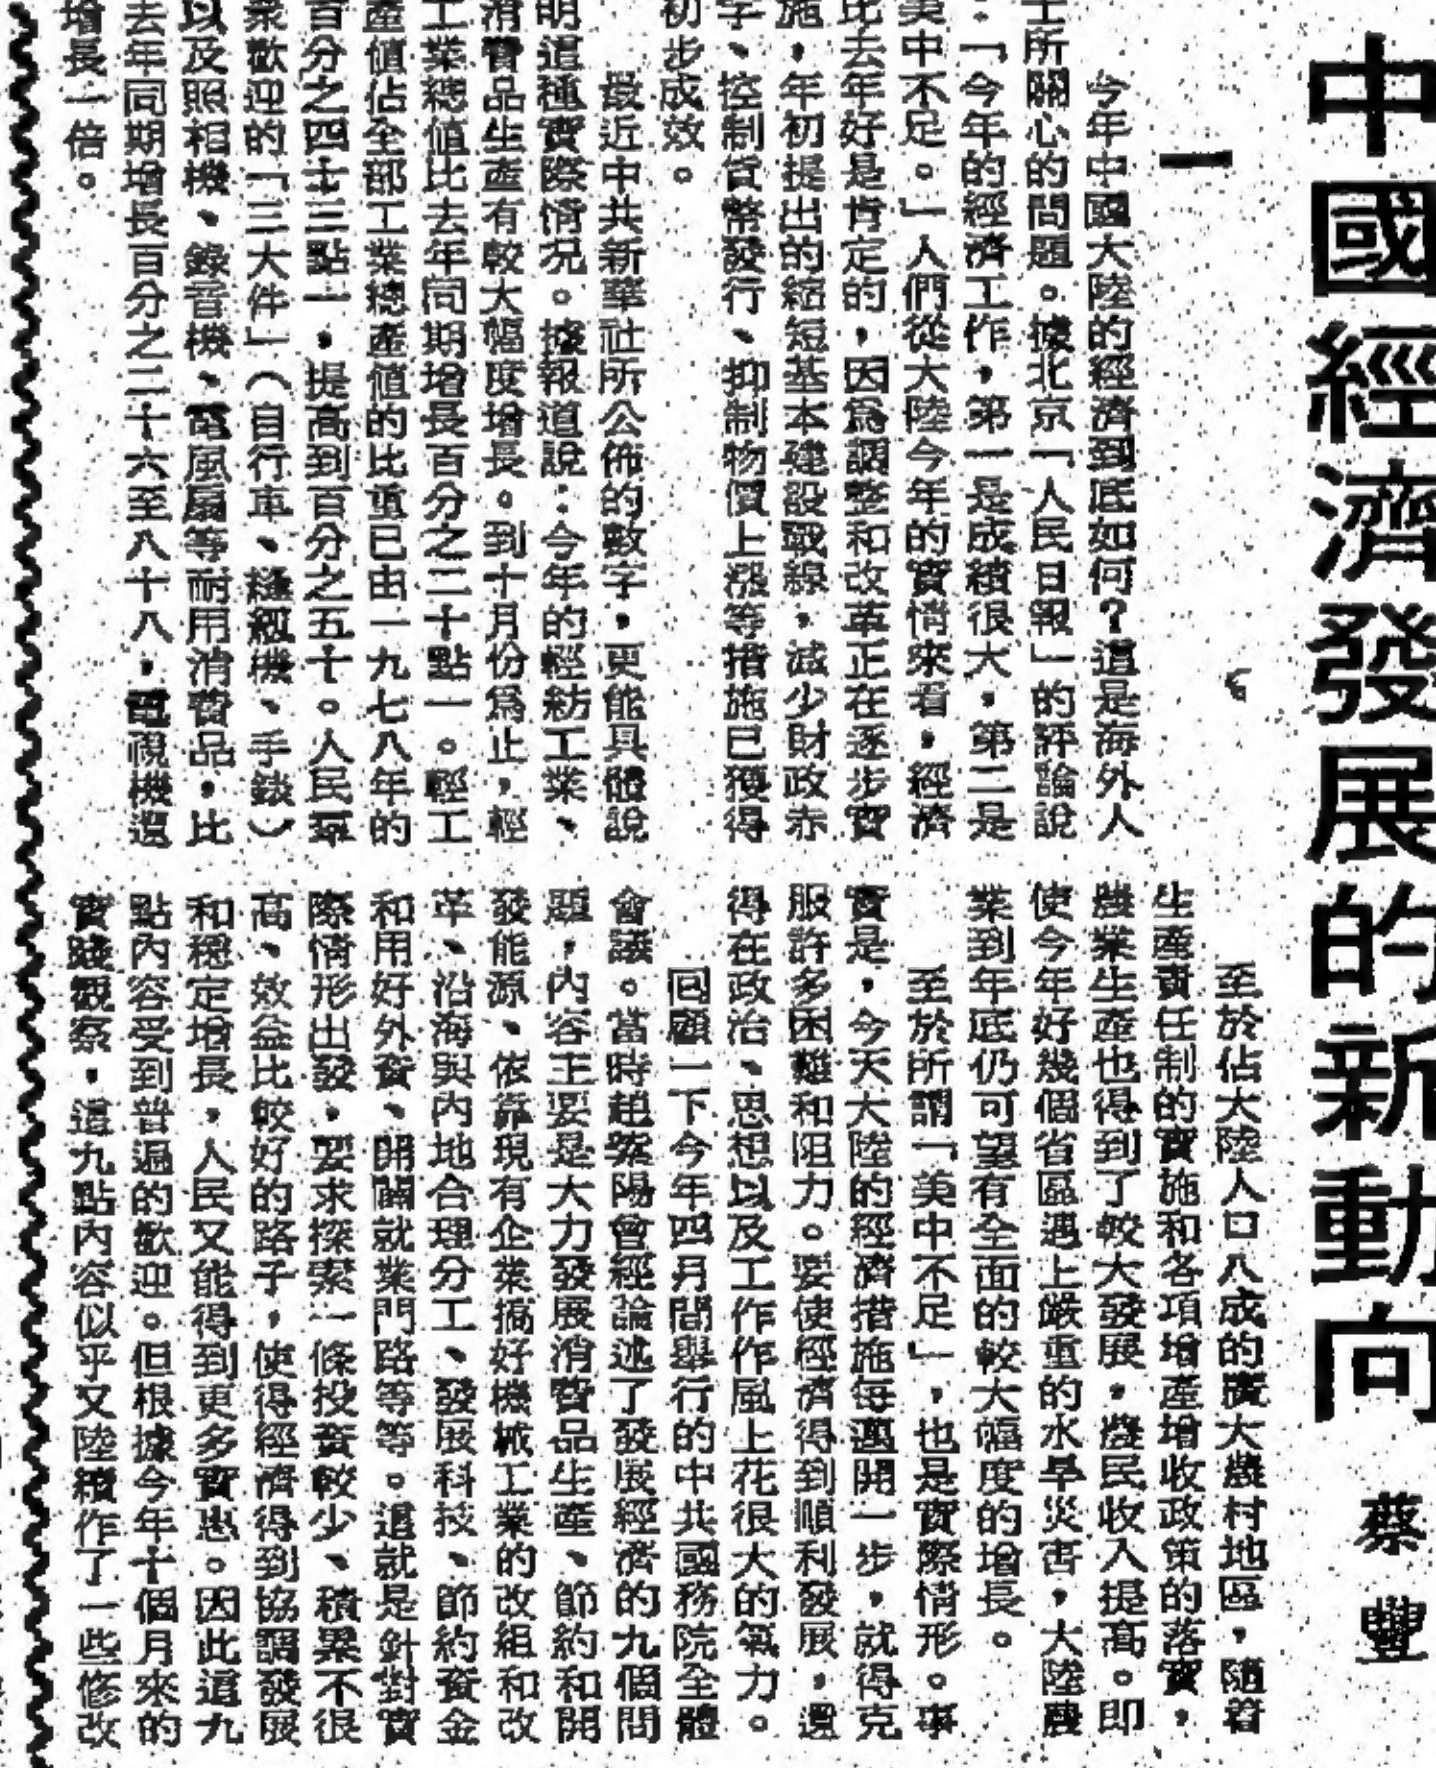 中國經濟發展的新動向
蔡豐
一
今年中國大陸的經濟到底如何?這是海外人
士所關心的問題。據北京「人民日報」的評論說
:「今年的經濟工作,第一是成績很大,第二是
美中不足。」人們從大陸今年的實情來看,經濟
比去年好是肯定的,因為調整和改革正在逐步實
施,年初提出的縮短基本建設戰線,減少財政赤
字、控制貨幣發行、抑制物價上漲等措施已獲得
初步成效。
最近中共新華社所公佈的數字,更能具體說
明這種實際情况。據報道說:今年的輕紡工業、
消費品生產有較大幅度增長。到十月份為止,輕
工業總值比去年同期增長百分之二十點一。輕工
產值佔全部工業總產值的比重已由一九七八年的
百分之四十三點一,提高到百分之五十。人民羣
衆歡迎的「三大件」(自行車、縫紉機、手錶)
以及照相機、錄音機、電風扇等耐用消費品,比
去年同期增長百分之二十六至八十八,電視機還
增長一倍。
至於佔大陸人口八成的廣大農村地區,隨着
生產責任制的實施和各項增產增收政策的落實,
農業生產也得到了較大發展,農民收入提高。即
使今年好幾個省區遇上嚴重的水旱災害,大陸農
業到年底仍可望有全面的較大幅度的增長。
至於所謂「美中不足」,也是實際情形。事
實是,今天大陸的經濟措施每邁開一步,就得克
服許多困難和阻力。要使經濟得到順利發展,還
得在政治、思想以及工作作風上花很大的氣力。
回顧一下今年四月間舉行的中共國務院全體
會議。當時趙紫陽曾經論述了發展經濟的九個問
題,內容主要是大力發展消費品生產、節約和開
發能源、依靠現有企業搞好機械工業的改組和改
革、沿海與內地合理分工、發展科技、節約資金
和用好外資、開闢就業門路等等。這就是針對實
際情形出發,要求探索一條投資較少、積累不很
高、效益比較好的路子,使得經濟得到協調發展
和穩定增長,人民又能得到更多實惠。因此這九
點內容受到普遍的歡迎。但根據今年十個月來的
實踐觀察,這九點內容似乎又陸續作了一些修改